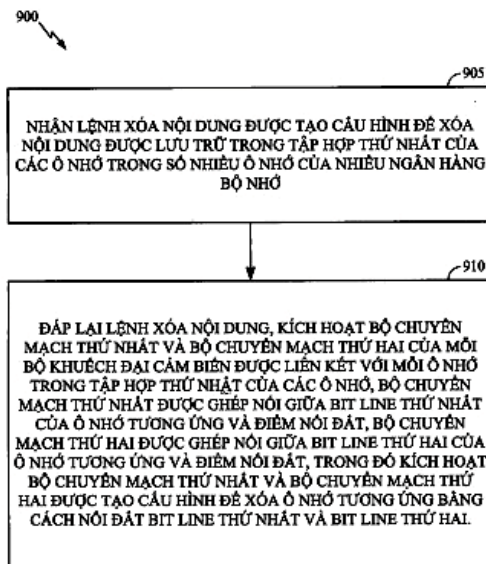 900
905
NHẬN LỆNH XÓA NỘI DUNG ĐƯỢC TẠO CẤU HÌNH ĐỂ XÓA
NỘI DUNG ĐƯỢC LƯU TRỮ TRONG TẬP HỢP THỨ NHẤT CỦA
CÁC Ô NHỚ TRONG SỐ NHIỀU Ô NHỚ CỦA NHIỀU NGÂN HÀNG
BỘ NHỚ
910
ĐÁP LẠI LỆNH XÓA NỘI DUNG, KÍCH HOẠT BỘ CHUYỂN
MẠCH THỨ NHẤT VÀ BỘ CHUYỂN MẠCH THỨ HAI CỦA MỖI
BỘ KHUẾCH ĐẠI CẢM BIẾN ĐƯỢC LIÊN KẾT VỚI MỖI Ô NHỚ
TRONG TẬP HỢP THỨ NHẤT CỦA CÁC Ô NHỚ, BỘ CHUYỂN
MẠCH THỨ NHẤT ĐƯỢC GHÉP NỐI GIỮA BIT LINE THỨ NHẤT
CỦA Ô NHỚ TƯƠNG ỨNG VÀ ĐIỂM NỐI ĐẤT, BỘ CHUYỂN
MẠCH THỨ HAI ĐƯỢC GHÉP NỐI GIỮA BIT LINE THỨ HAI CỦA
Ô NHỚ TƯƠNG ỨNG VÀ ĐIỂM NỐI ĐẤT, TRONG ĐÓ KÍCH HOẠT
BỘ CHUYỂN MẠCH THỨ NHẤT VÀ BỘ CHUYỂN MẠCH THỨ
HAI ĐƯỢC TẠO CẤU HÌNH ĐỂ XÓA Ô NHỚ TƯƠNG ỨNG BẰNG
CÁCH NỐI ĐẤT BIT LINE THỨ NHẤT VÀ BIT LINE THỨ HAI.